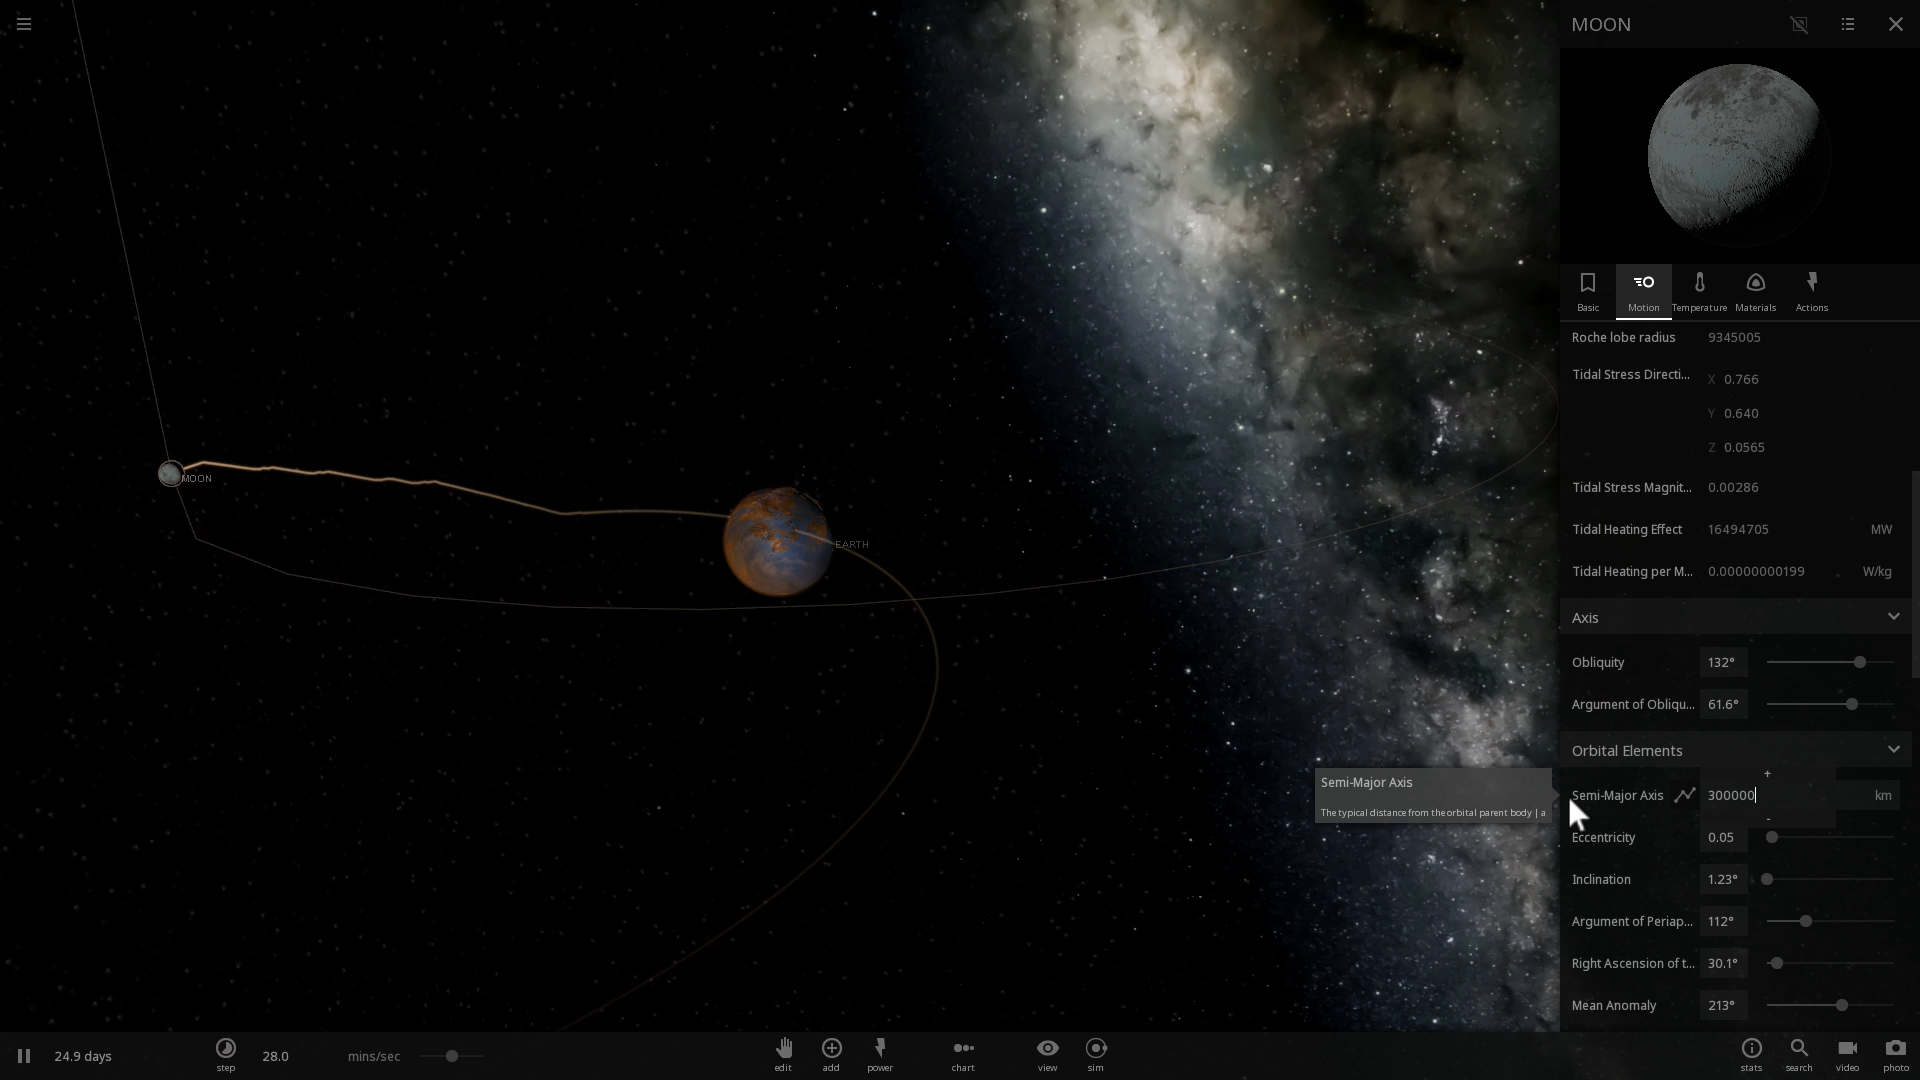 MOON
Basic
Motion
Temperature
Materials
Actions
Roche lobe radius 9345005
Tidal Stress Directi... X 0.766
Y 0.640
Z 0.0565
Tidal Stress Magnit... 0.00286
Tidal Heating Effect 16494705 MW
Tidal Heating per M... 0.00000000199 W/kg
Axis
Obliquity 132°
Argument of Obliqu... 61.6°
Orbital Elements
+
Semi-Major Axis 300000 km
-
Eccentricity 0.05
Inclination 1.23°
Argument of Periap... 112°
Right Ascension of t... 30.1°
Mean Anomaly 213°
Semi-Major Axis
The typical distance from the orbital parent body | a
MOON
EARTH
24.9 days
step
28.0 mins/sec
edit
add
power
chart
view
sim
stats
search
video
photo